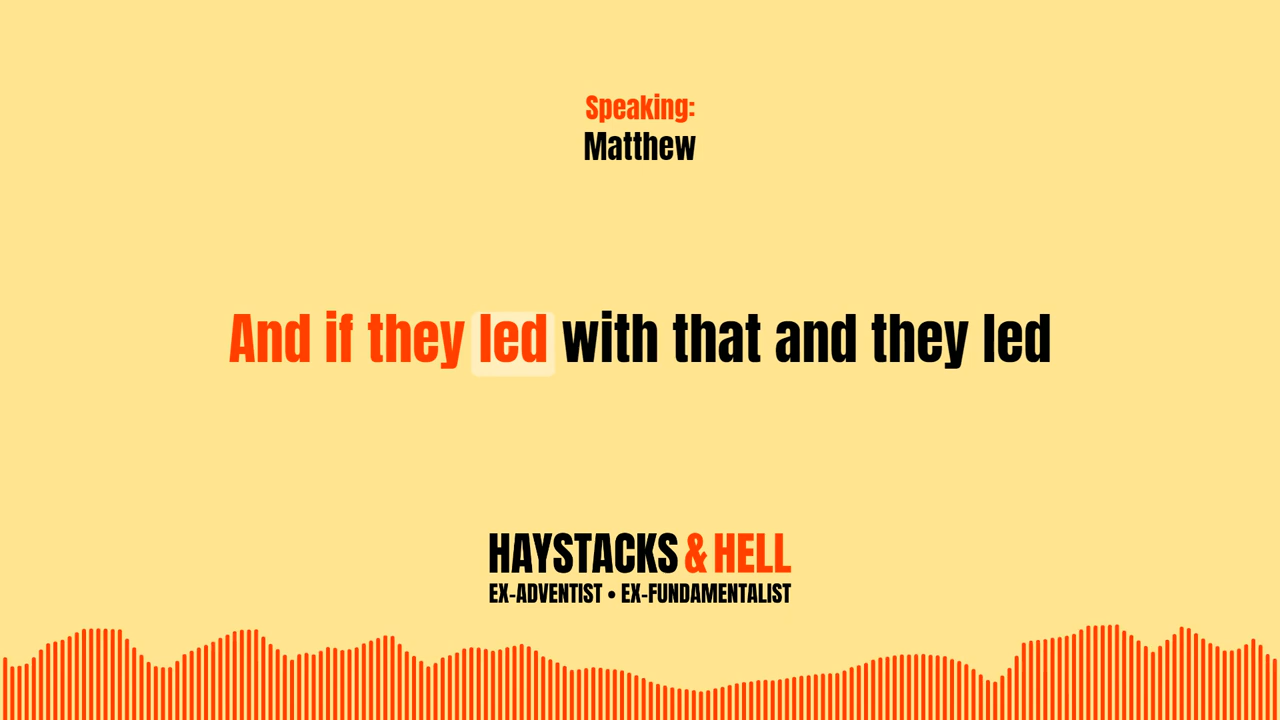 Speaking:
Matthew
And if they led with that and they led
HAYSTACKS & HELL
EX-ADVENTIST • EX-FUNDAMENTALIST